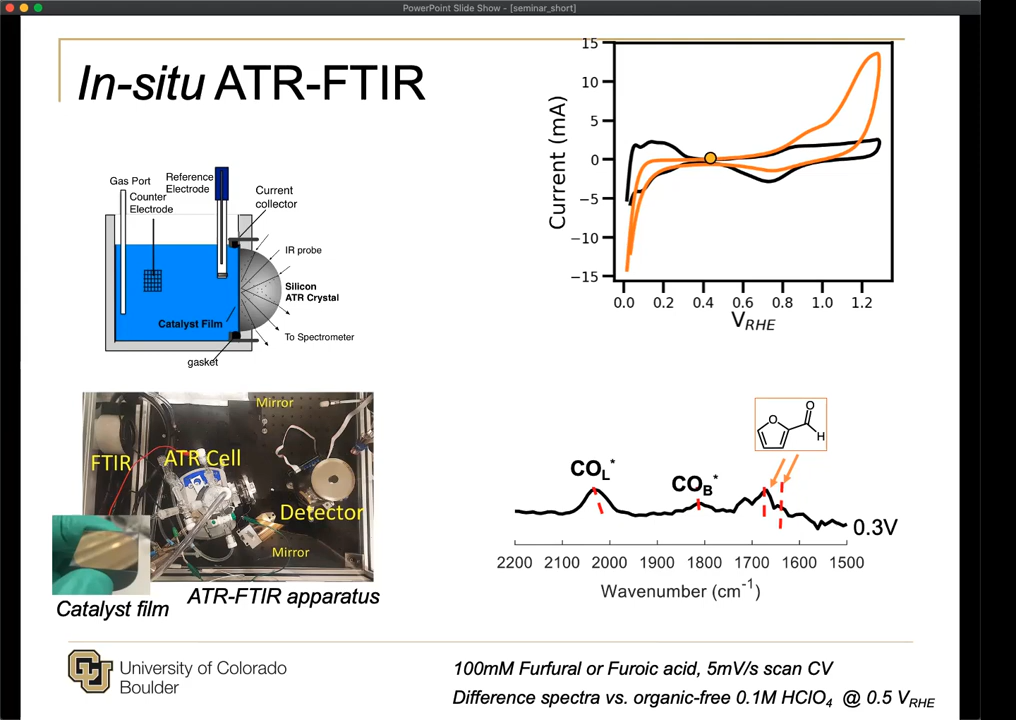 PowerPoint Slide Show - [seminar_short]
In-situ ATR-FTIR
Gas Port
Counter
Electrode
Reference
Electrode
Current
collector
IR probe
Silicon
ATR Crystal
Catalyst Film
To Spectrometer
gasket
15
10
5
0
−5
−10
−15
Current (mA)
0.0 0.2 0.4 0.6 0.8 1.0 1.2
V_RHE
FTIR
ATR Cell
Mirror
Detector
Mirror
Catalyst film
ATR-FTIR apparatus
CO_L*
CO_B*
O
O
H
0.3V
2200 2100 2000 1900 1800 1700 1600 1500
Wavenumber (cm⁻¹)
CU
University of Colorado
Boulder
100mM Furfural or Furoic acid, 5mV/s scan CV
Difference spectra vs. organic-free 0.1M HClO₄ @ 0.5 V_RHE